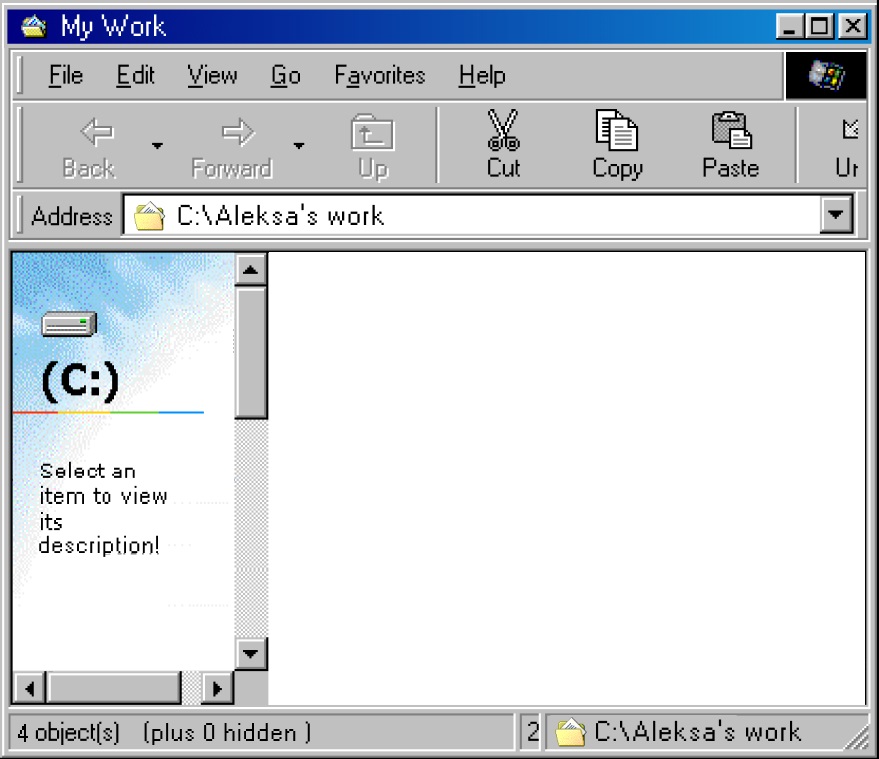 My Work
File Edit View Go Favorites Help
Back Forward Up Cut Copy Paste
Address C:\Aleksa's work
(C:)
Select an
item to view
its
description!
4 object(s) (plus 0 hidden ) 2 C:\Aleksa's work